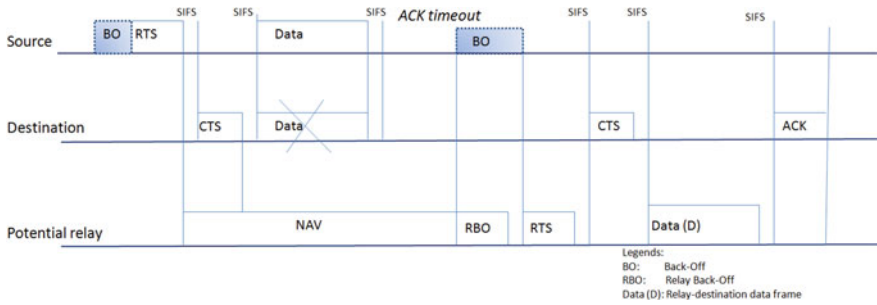 SIFS SIFS SIFS ACK timeout SIFS SIFS SIFS
Source BO RTS Data BO
Destination CTS Data CTS ACK
Potential relay NAV RBO RTS Data (D)
Legends:
BO: Back-Off
RBO: Relay Back-Off
Data (D): Relay-destination data frame